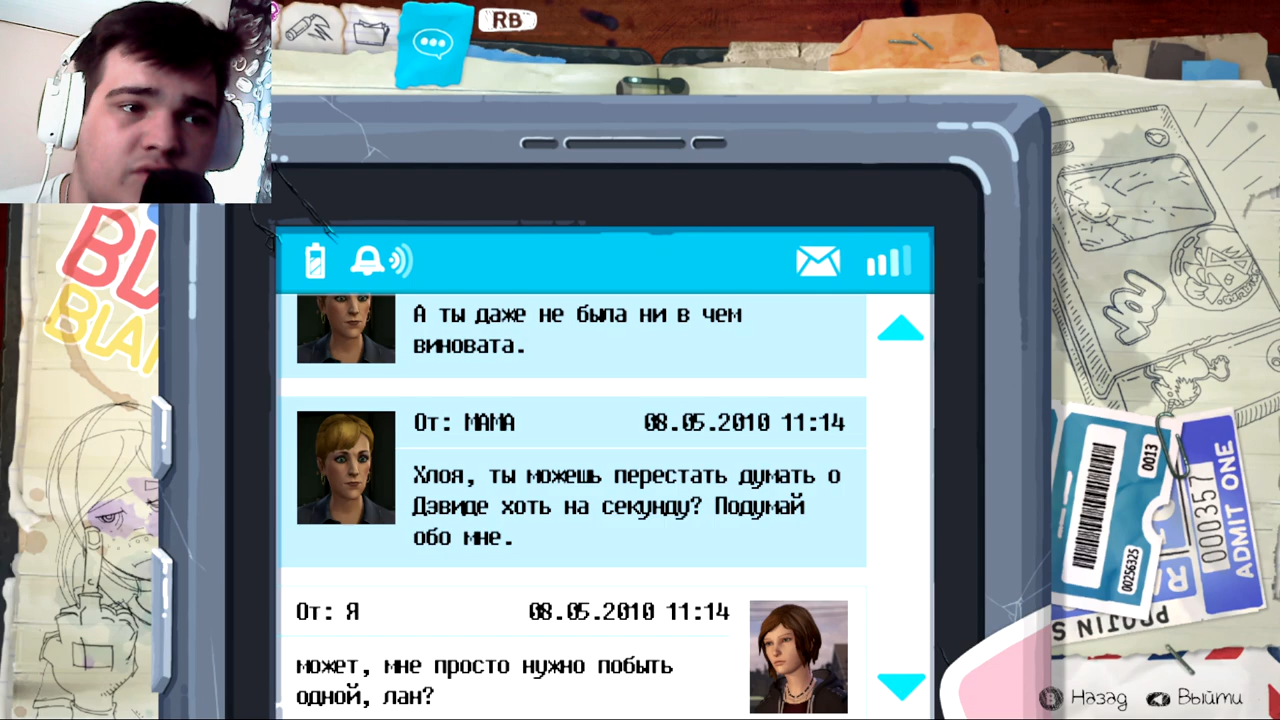 RB
А ты даже не была ни в чем
виновата.
От: МАМА 08.05.2010 11:14
Хлоя, ты можешь перестать думать о
Дэвиде хоть на секунду? Подумай
обо мне.
От: Я 08.05.2010 11:14
может, мне просто нужно побыть
одной, лан?
0013
00256325
000357
ADMIT ONE
Назад
Выйти